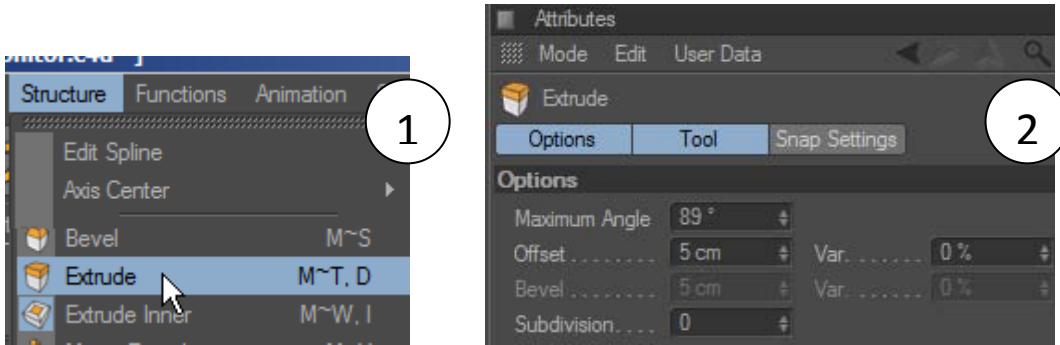 Structure Functions Animation
1
Edit Spline
Axis Center
Bevel M~S
Extrude M~T, D
Extrude Inner M~W, I
Attributes
Mode Edit User Data
Extrude
2
Options Tool Snap Settings
Options
Maximum Angle 89 °
Offset . . . . . . . . 5 cm Var. . . . . . . 0 %
Bevel . . . . . . . . 5 cm Var. . . . . . . 0 %
Subdivision. . . . 0